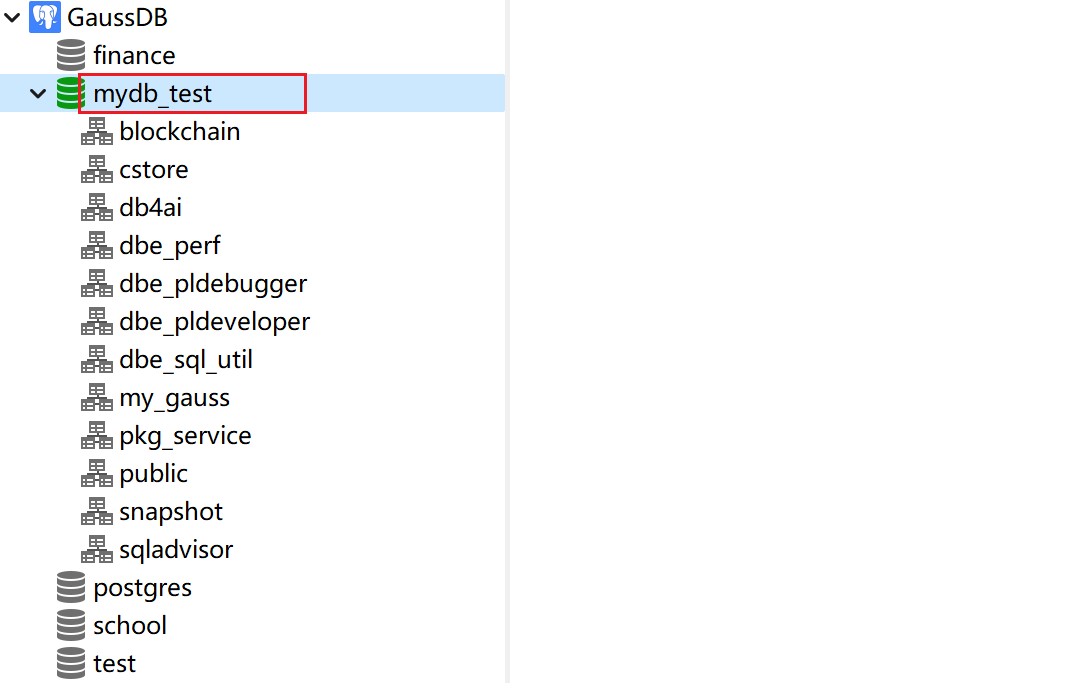 GaussDB
finance
mydb_test
blockchain
cstore
db4ai
dbe_perf
dbe_pldebugger
dbe_pldeveloper
dbe_sql_util
my_gauss
pkg_service
public
snapshot
sqladvisor
postgres
school
test